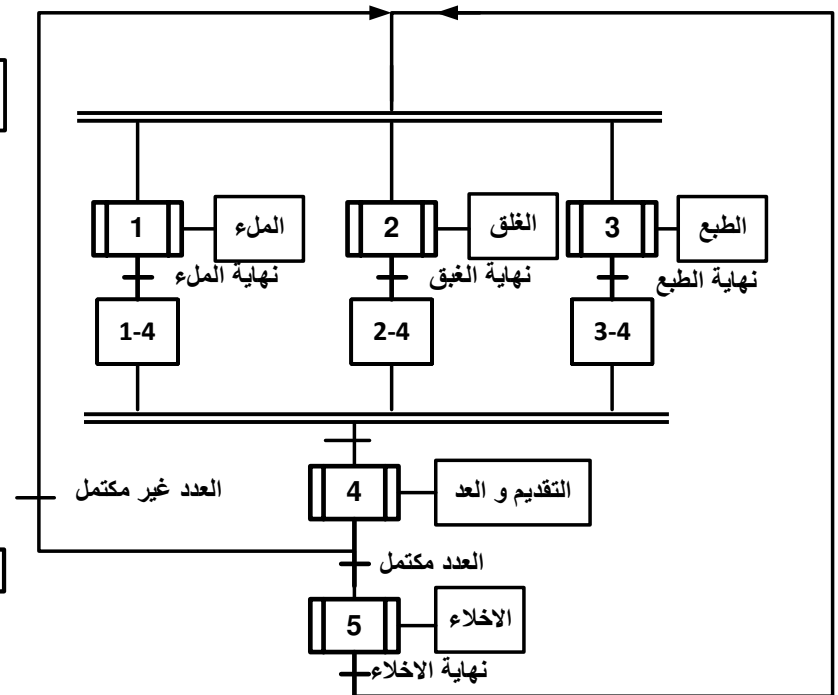 1 الملء 2 الغلق 3 الطبع
نهاية الملء نهاية الغبق نهاية الطبع
1-4 2-4 3-4
4 التقديم و العد
العدد غير مكتمل
العدد مكتمل
5 الاخلاء
نهاية الاخلاء